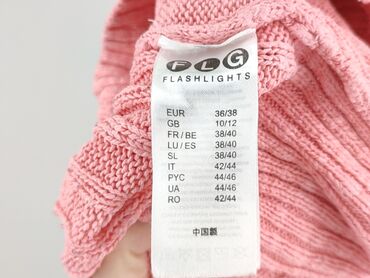 FLG
FLASHLIGHTS
EUR 36/38
GB 10/12
FR / BE 38/40
LU / ES 38/40
SL 38/40
IT 42/44
PYC 44/46
UA 44/46
RO 42/44
中国製